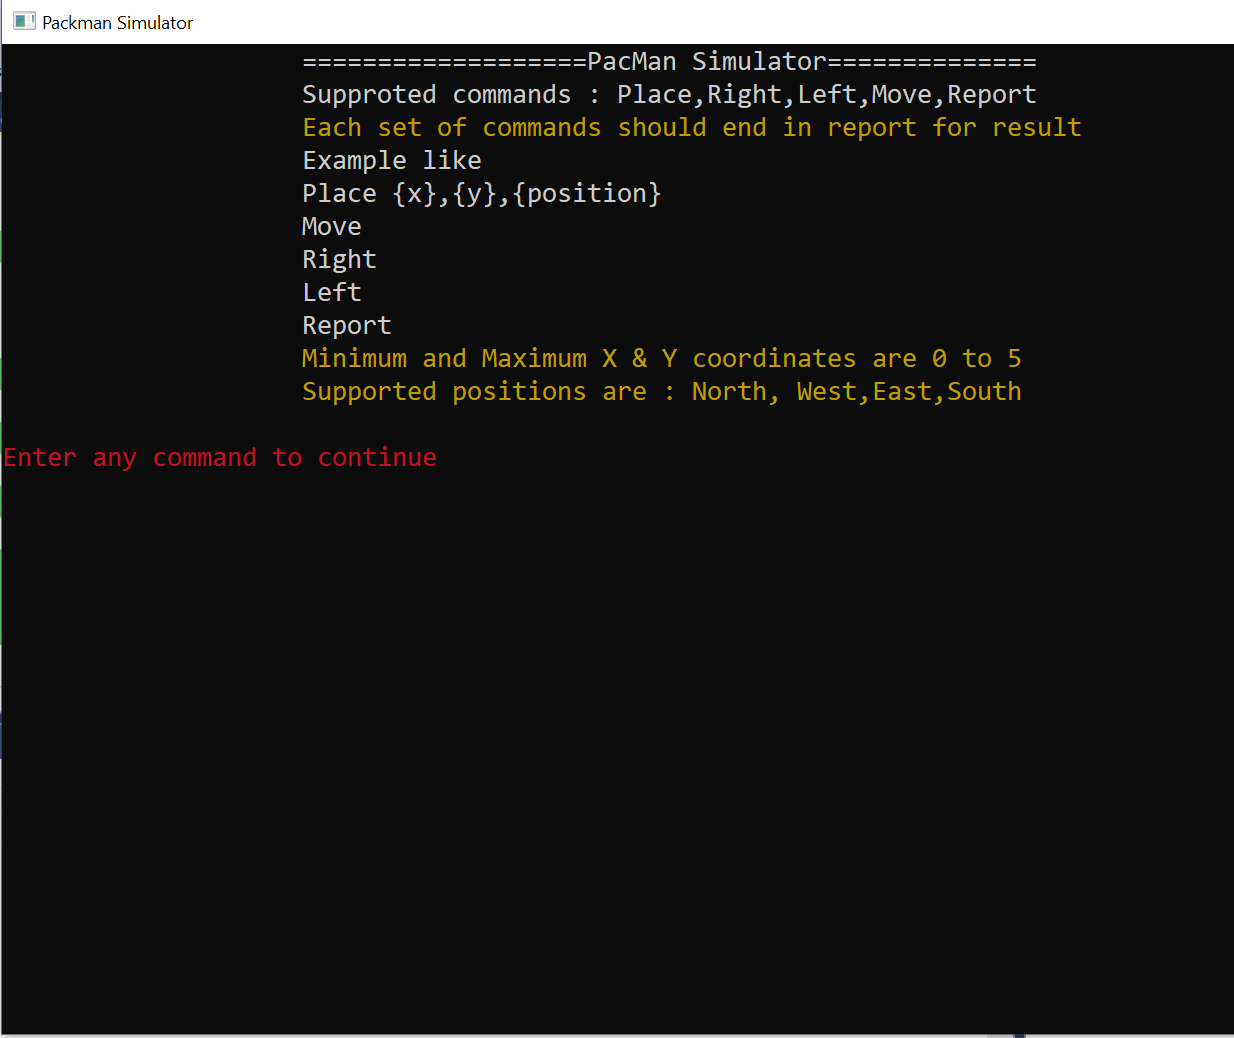 Packman Simulator
===================PacMan Simulator==============
Supproted commands : Place,Right,Left,Move,Report
Each set of commands should end in report for result
Example like
Place {x},{y},{position}
Move
Right
Left
Report
Minimum and Maximum X & Y coordinates are 0 to 5
Supported positions are : North, West,East,South
Enter any command to continue